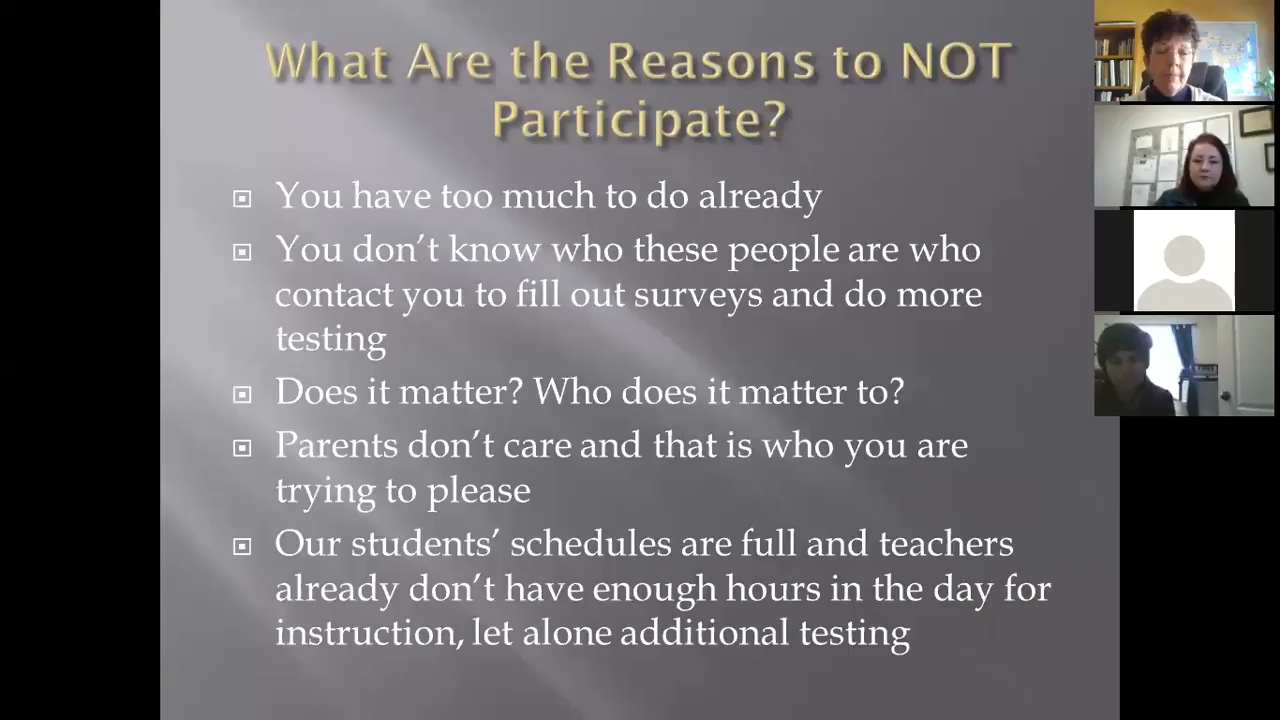 What Are the Reasons to NOT
Participate?
You have too much to do already
You don’t know who these people are who
contact you to fill out surveys and do more
testing
Does it matter? Who does it matter to?
Parents don’t care and that is who you are
trying to please
Our students’ schedules are full and teachers
already don’t have enough hours in the day for
instruction, let alone additional testing